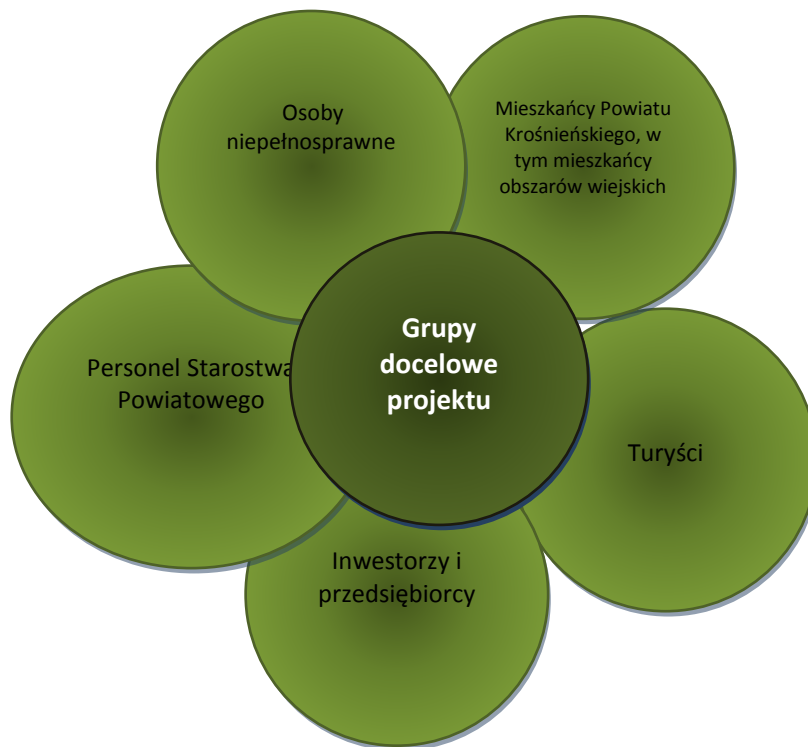 Osoby
niepełnosprawne
Mieszkańcy Powiatu
Krośnieńskiego, w
tym mieszkańcy
obszarów wiejskich
Grupy
docelowe
projektu
Personel Starostwa
Powiatowego
Turyści
Inwestorzy i
przedsiębiorcy